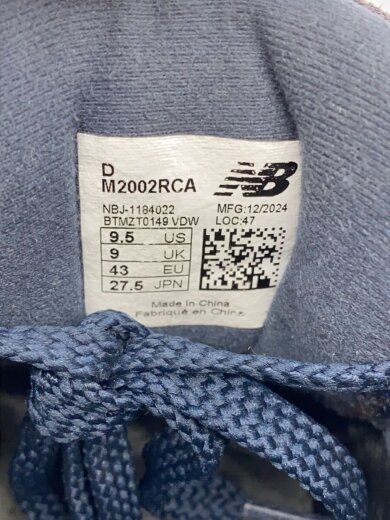 D
M2002RCA
NB
NBJ-1184022 MFG:12/2024
BTMZT0149 VDW LOC:47
9.5 US
9 UK
43 EU
27.5 JPN
Made in China
Fabriqué en Chine